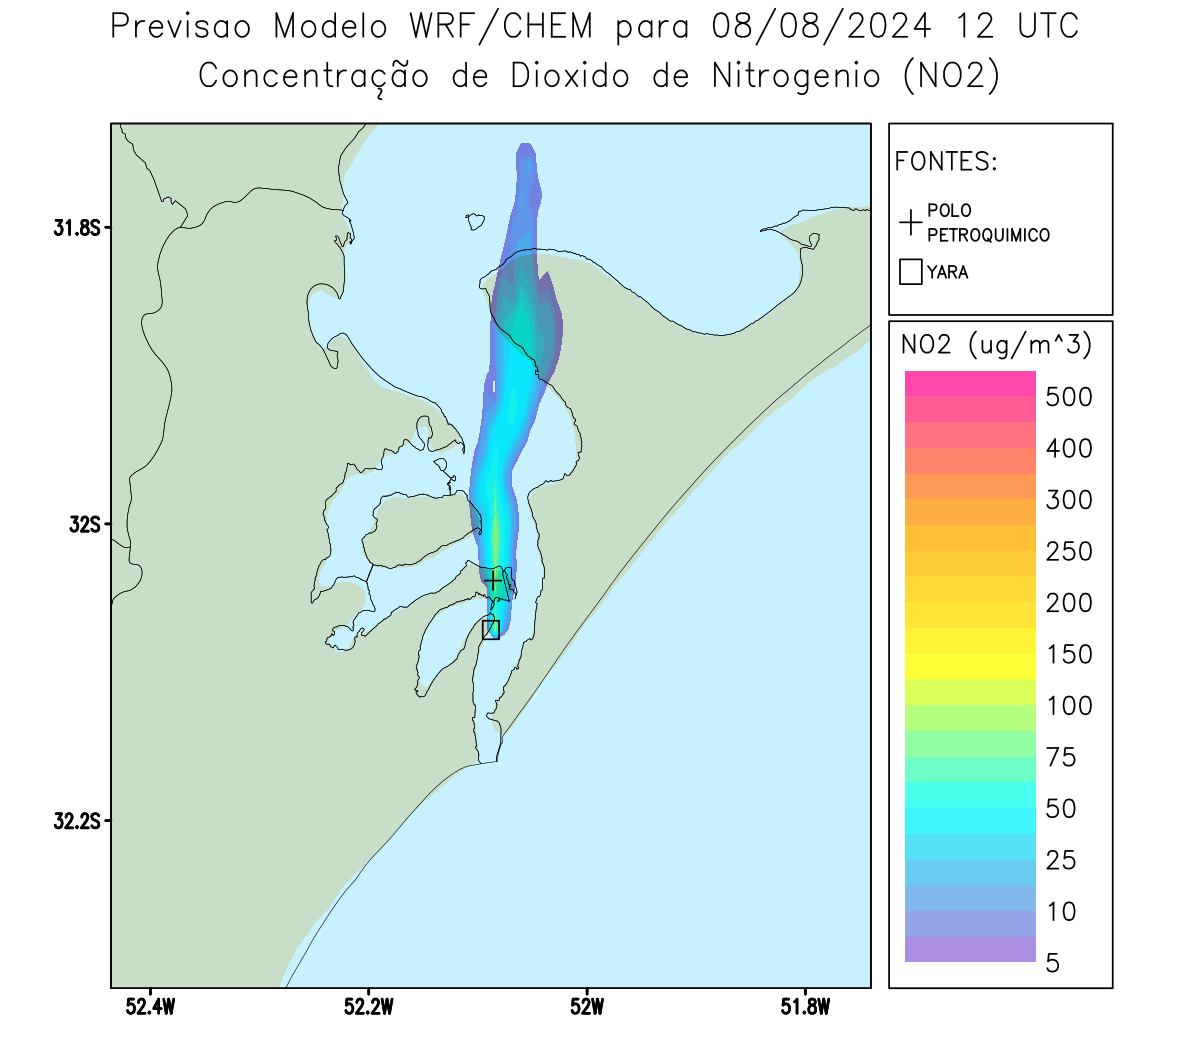 Previsao Modelo WRF/CHEM para 08/08/2024 12 UTC
Concentração de Dioxido de Nitrogenio (NO2)
FONTES:
POLO
PETROQUIMICO
YARA
NO2 (ug/m^3)
500
400
300
250
200
150
100
75
50
25
10
5
31.8S
32S
32.2S
52.4W
52.2W
52W
51.8W